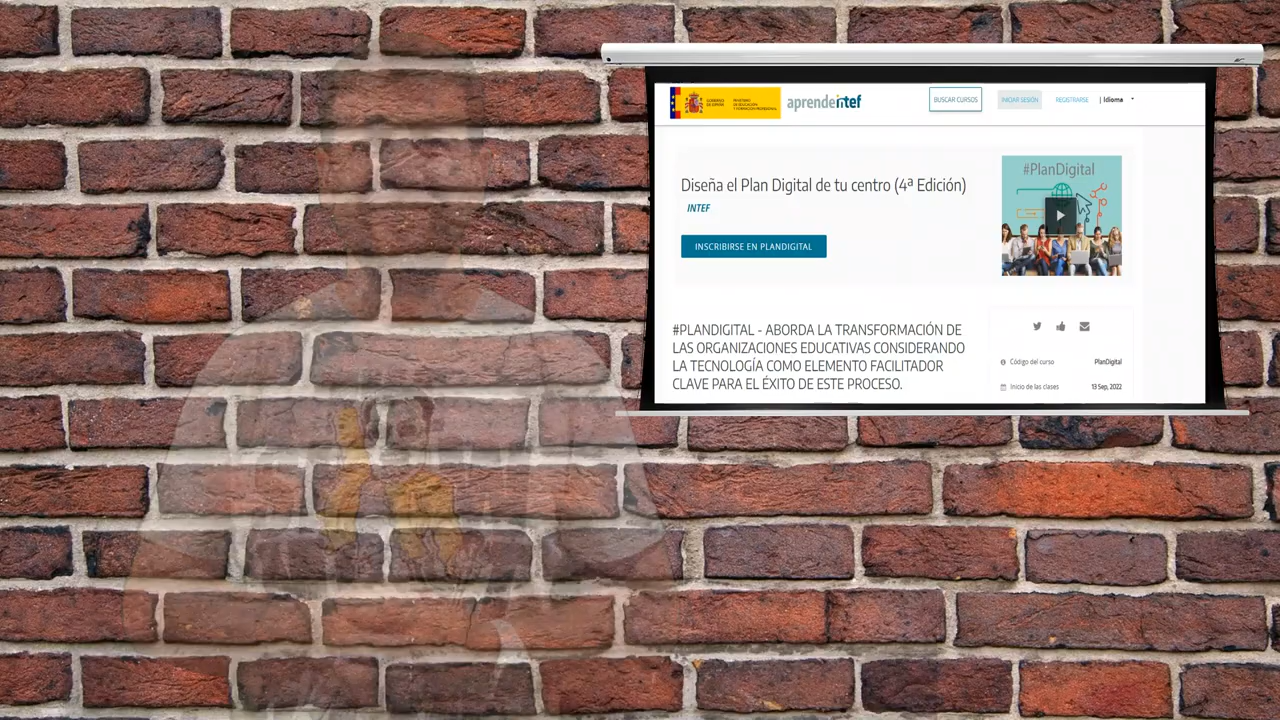 GOBIERNO DE ESPAÑA
MINISTERIO DE EDUCACIÓN Y FORMACIÓN PROFESIONAL
aprendeintef
BUSCAR CURSOS
INICIAR SESIÓN
REGISTRARSE
| Idioma
Diseña el Plan Digital de tu centro (4ª Edición)
INTEF
INSCRIBIRSE EN PLANDIGITAL
#PlanDigital
#PLANDIGITAL - ABORDA LA TRANSFORMACIÓN DE
LAS ORGANIZACIONES EDUCATIVAS CONSIDERANDO
LA TECNOLOGÍA COMO ELEMENTO FACILITADOR
CLAVE PARA EL ÉXITO DE ESTE PROCESO.
Código del curso PlanDigital
Inicio de las clases 13 Sep, 2022